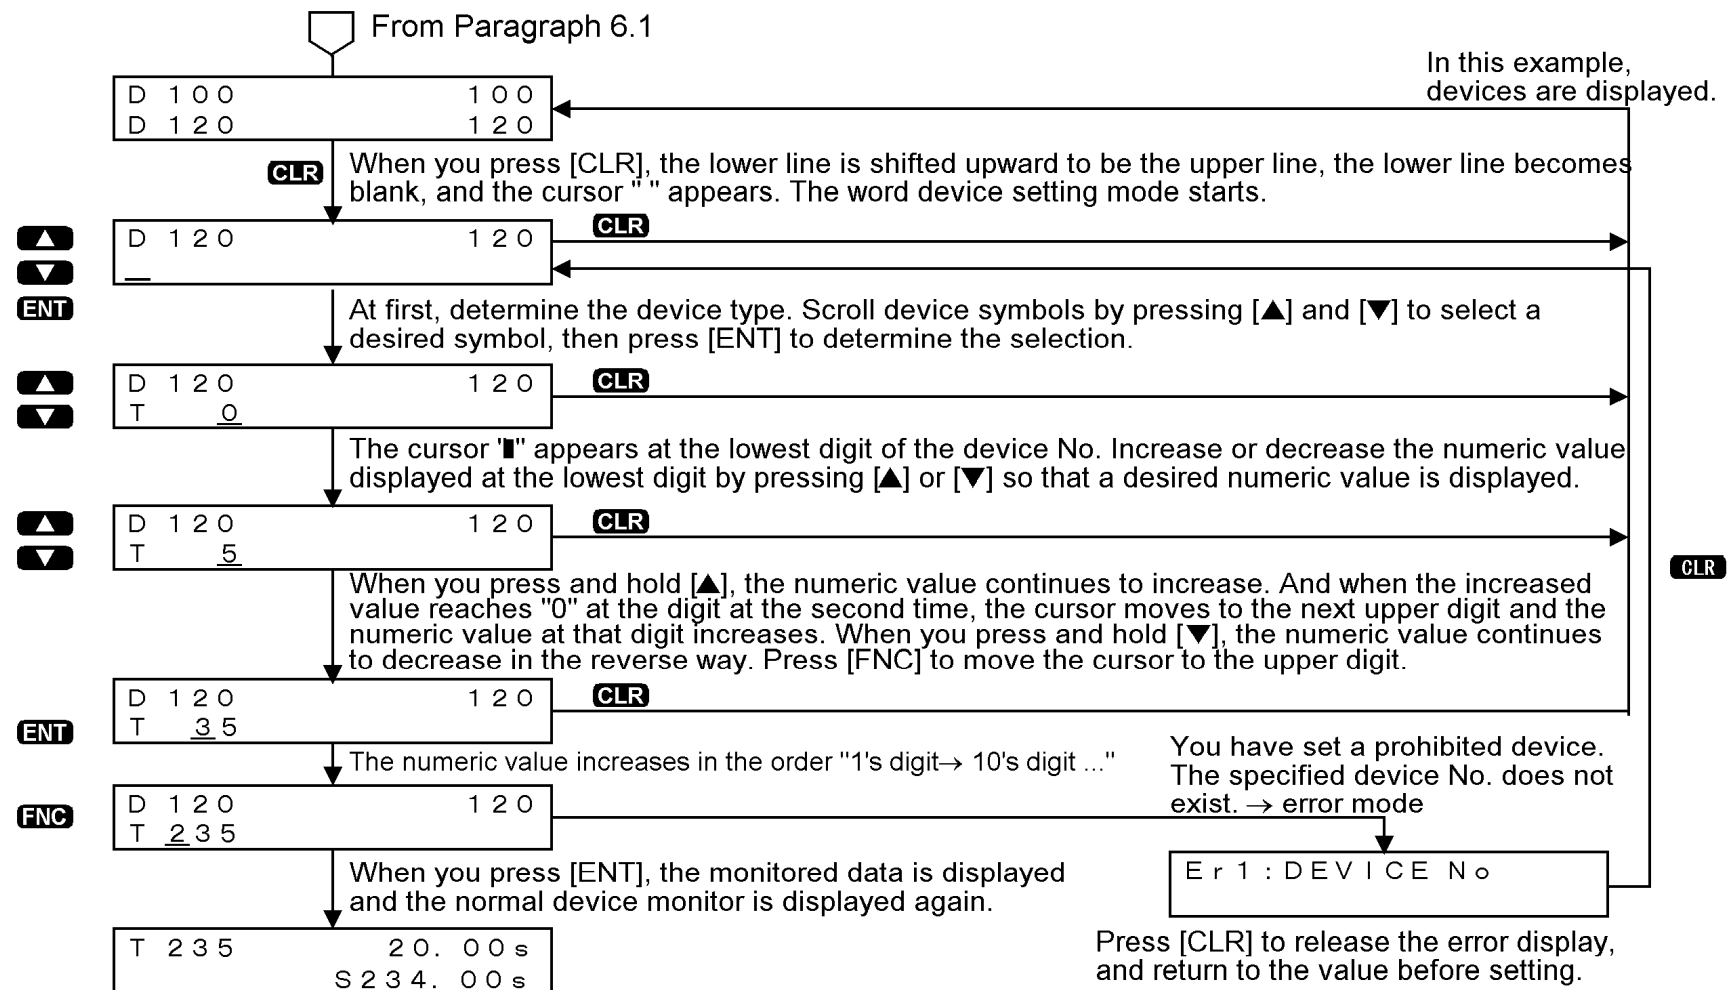 From Paragraph 6.1
In this example,
devices are displayed.
D 100 100
D 120 120
CLR
When you press [CLR], the lower line is shifted upward to be the upper line, the lower line becomes
blank, and the cursor " " appears. The word device setting mode starts.
▲
▼
ENT
D 120 120
_
CLR
At first, determine the device type. Scroll device symbols by pressing [▲] and [▼] to select a
desired symbol, then press [ENT] to determine the selection.
▲
▼
D 120 120
T 0
CLR
The cursor "▮" appears at the lowest digit of the device No. Increase or decrease the numeric value
displayed at the lowest digit by pressing [▲] or [▼] so that a desired numeric value is displayed.
▲
▼
D 120 120
T 5
CLR
CLR
When you press and hold [▲], the numeric value continues to increase. And when the increased
value reaches "0" at the digit at the second time, the cursor moves to the next upper digit and the
numeric value at that digit increases. When you press and hold [▼], the numeric value continues
to decrease in the reverse way. Press [FNC] to move the cursor to the upper digit.
ENT
D 120 120
T 35
CLR
The numeric value increases in the order "1's digit→ 10's digit ..."
You have set a prohibited device.
The specified device No. does not
exist. → error mode
FNC
D 120 120
T 235
Er1:DEVICE No
When you press [ENT], the monitored data is displayed
and the normal device monitor is displayed again.
Press [CLR] to release the error display,
and return to the value before setting.
T 235 20.00s
S234.00s